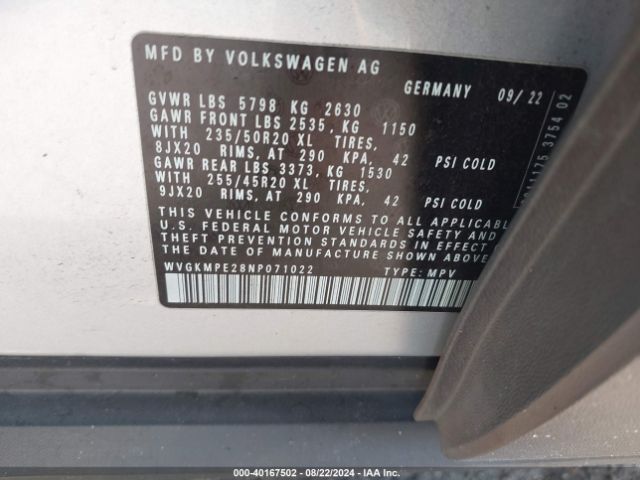 MFD BY VOLKSWAGEN AG
GERMANY 09/22
GVWR LBS 5798 KG 2630
GAWR FRONT LBS 2535, KG 1150
WITH 235/50R20 XL TIRES,
8JX20 RIMS, AT 290 KPA, 42 PSI COLD
GAWR REAR LBS 3373, KG 1530
WITH 255/45R20 XL TIRES,
9JX20 RIMS, AT 290 KPA, 42 PSI COLD
THIS VEHICLE CONFORMS TO ALL APPLICABLE
U.S. FEDERAL MOTOR VEHICLE SAFETY AND
THEFT PREVENTION STANDARDS IN EFFECT
THE DATE OF MANUFACTURE SHOWN ABOVE
WVGKMPE28NP071022 TYPE: MPV
3754 02
000-40167502 - 08/22/2024 - IAA Inc.